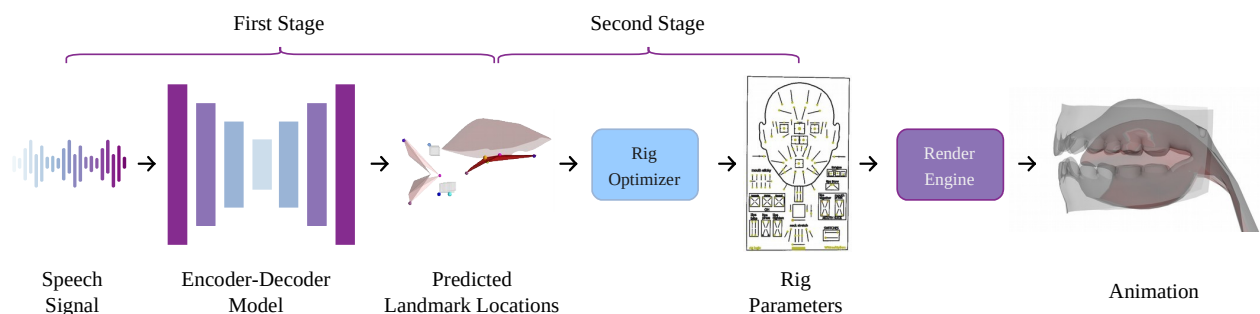 First Stage
Second Stage
Rig
Optimizer
Render
Engine
Speech
Signal
Encoder-Decoder
Model
Predicted
Landmark Locations
Rig
Parameters
Animation